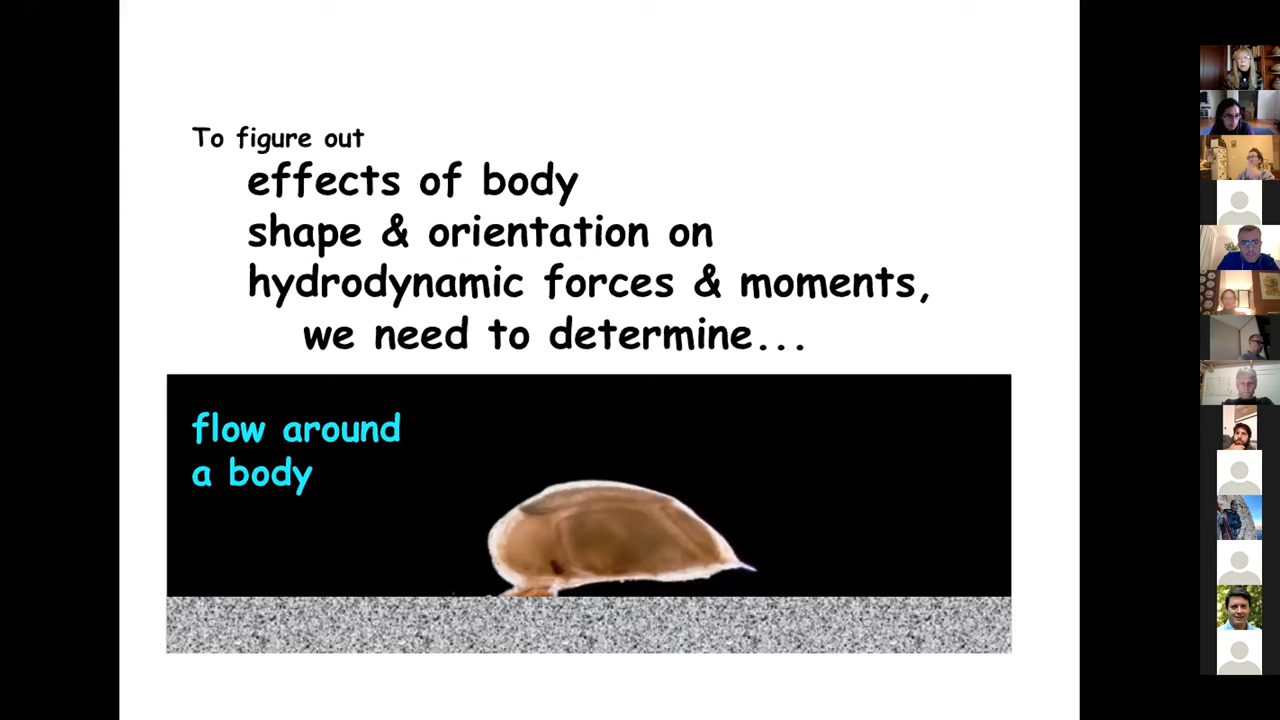 To figure out
effects of body
shape & orientation on
hydrodynamic forces & moments,
we need to determine...
flow around
a body